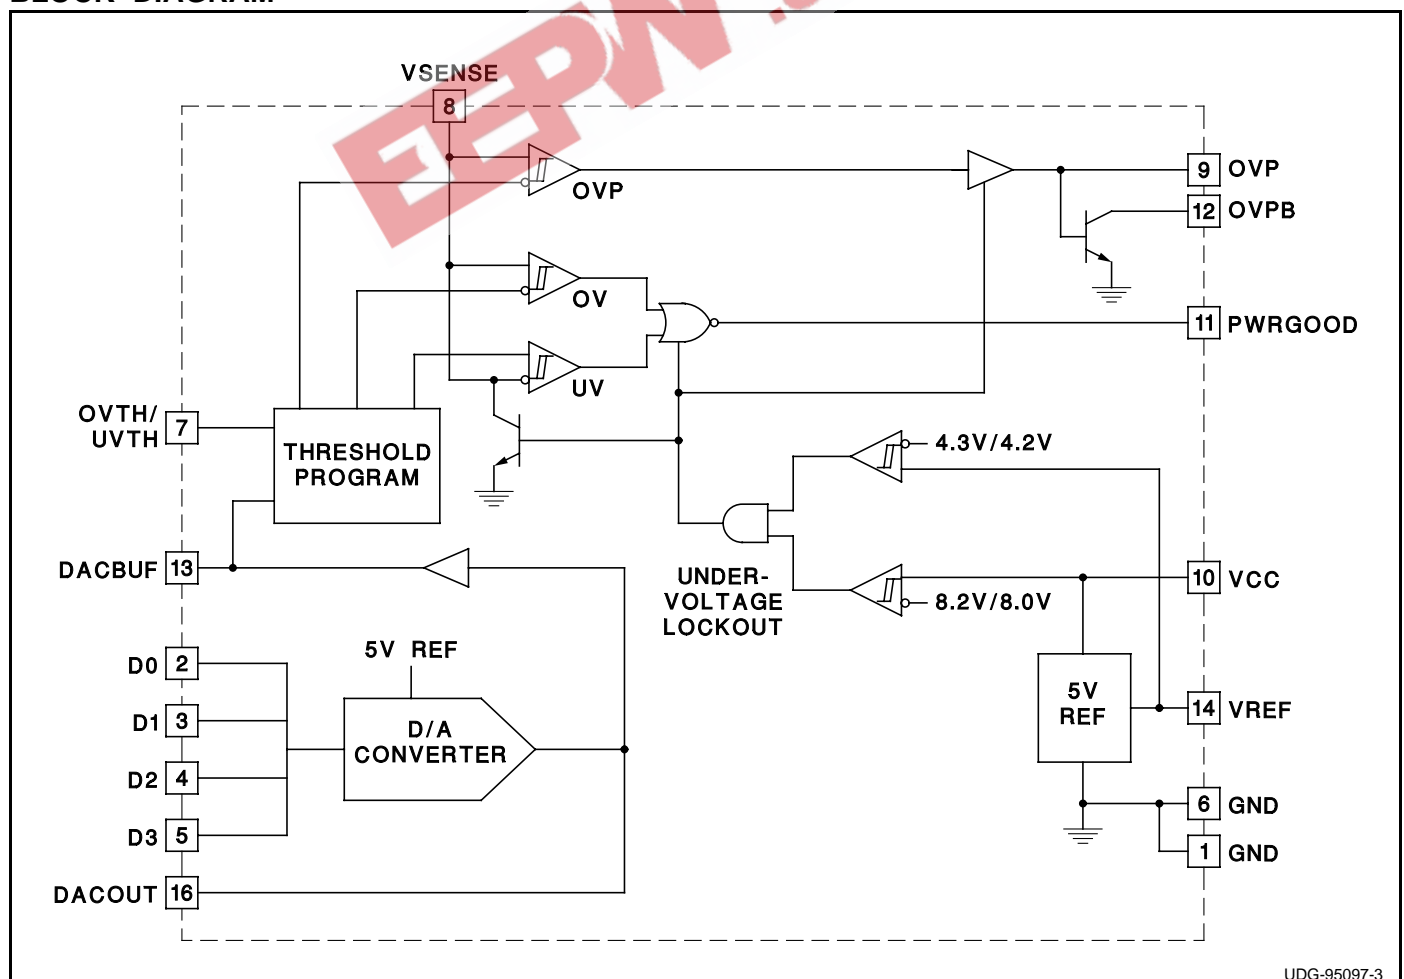 BLOCK DIAGRAM
EEPW.
VSENSE
8
9 OVP
OVP
12 OVPB
OV
11 PWRGOOD
UV
OVTH/
UVTH
7
THRESHOLD
PROGRAM
4.3V/4.2V
DACBUF 13
UNDER-
VOLTAGE
LOCKOUT
10 VCC
8.2V/8.0V
D0 2
5V REF
5V
REF
14 VREF
D1 3
D/A
CONVERTER
D2 4
6 GND
D3 5
1 GND
DACOUT 16
UDG-95097-3